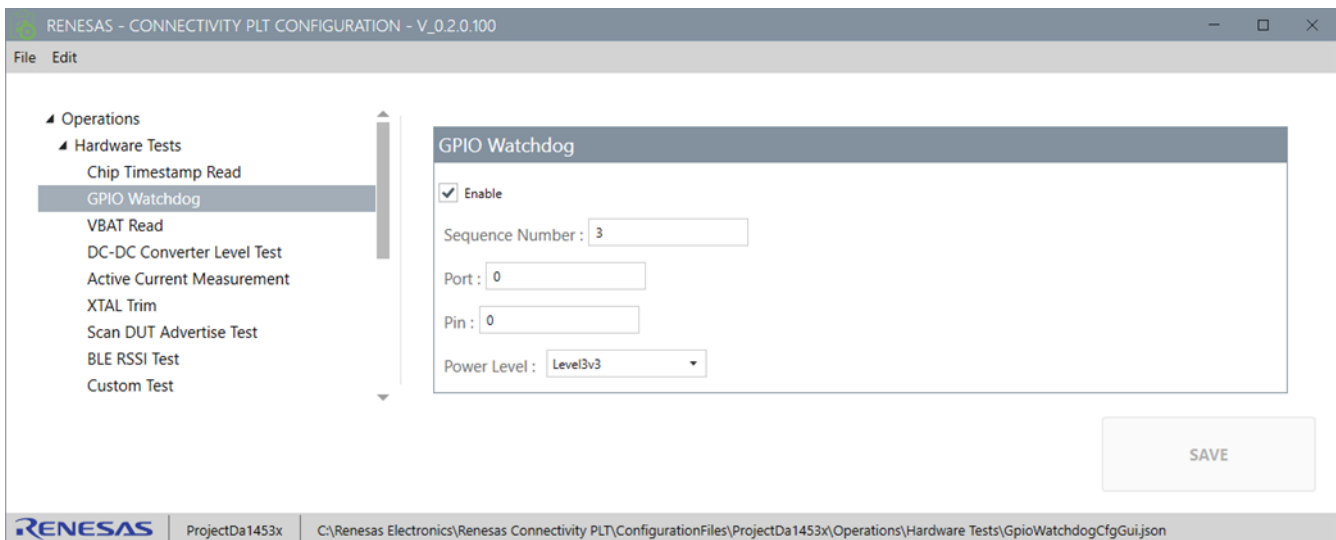 RENESAS - CONNECTIVITY PLT CONFIGURATION - V_0.2.0.100
File Edit
Operations
Hardware Tests
Chip Timestamp Read
GPIO Watchdog
VBAT Read
DC-DC Converter Level Test
Active Current Measurement
XTAL Trim
Scan DUT Advertise Test
BLE RSSI Test
Custom Test
GPIO Watchdog
Enable
Sequence Number : 3
Port : 0
Pin : 0
Power Level : Level3v3
SAVE
RENESAS ProjectDa1453x C:\Renesas Electronics\Renesas Connectivity PLT\ConfigurationFiles\ProjectDa1453x\Operations\Hardware Tests\GpioWatchdogCfgGui.json